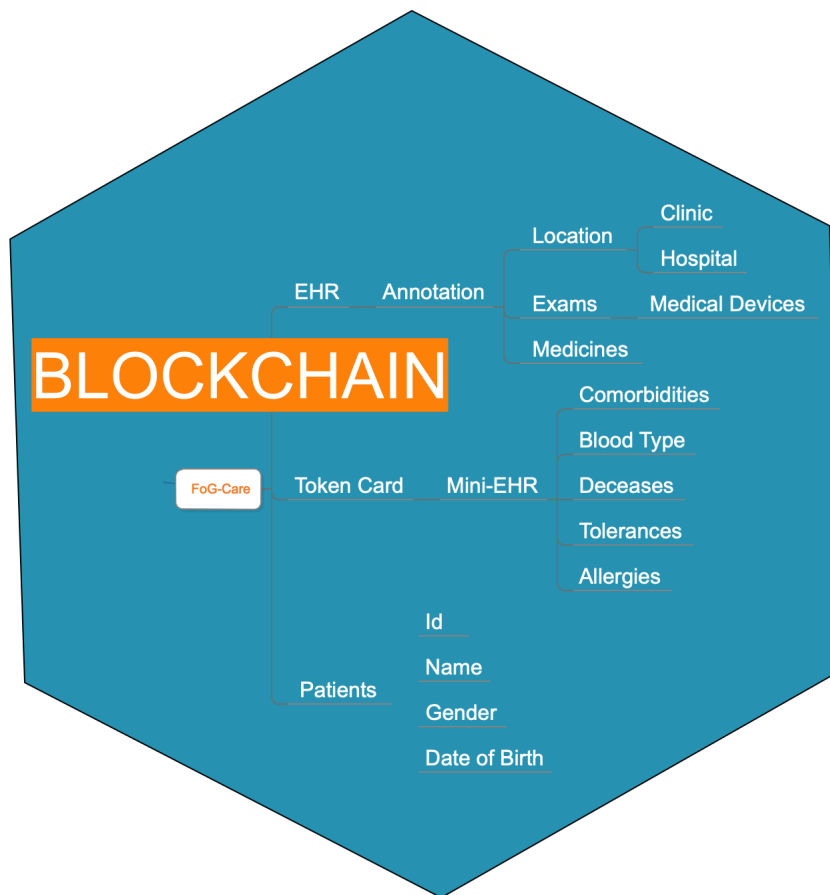 Clinic
Location
Hospital
EHR
Annotation
Exams
Medical Devices
Medicines
BLOCKCHAIN
Comorbidities
Blood Type
FoG-Care
Token Card
Mini-EHR
Deceases
Tolerances
Allergies
Id
Name
Patients
Gender
Date of Birth